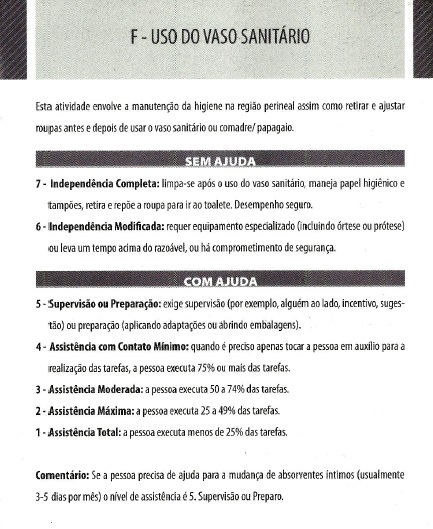 F - USO DO VASO SANITÁRIO
Esta atividade envolve a manutenção da higiene na região perineal assim como retirar e ajustar
roupas antes e depois de usar o vaso sanitário ou comadre/ papagaio.
SEM AJUDA
7 - Independência Completa: limpa-se após o uso do vaso sanitário, maneja papel higiênico e
tampões, retira e repõe a roupa para ir ao toalete. Desempenho seguro.
6 - Independência Modificada: requer equipamento especializado (incluindo órtese ou prótese)
ou leva um tempo acima do razoável, ou há comprometimento de segurança.
COM AJUDA
5 - Supervisão ou Preparação: exige supervisão (por exemplo, alguém ao lado, incentivo, suges-
tão) ou preparação (aplicando adaptações ou abrindo embalagens).
4 - Assistência com Contato Mínimo: quando é preciso apenas tocar a pessoa em auxílio para a
realização das tarefas, a pessoa executa 75% ou mais das tarefas.
3 - Assistência Moderada: a pessoa executa 50 a 74% das tarefas.
2 - Assistência Máxima: a pessoa executa 25 a 49% das tarefas.
1 - Assistência Total: a pessoa executa menos de 25% das tarefas.
Comentário: Se a pessoa precisa de ajuda para a mudança de absorventes íntimos (usualmente
3-5 dias por mês) o nível de assistência é 5. Supervisão ou Preparo.